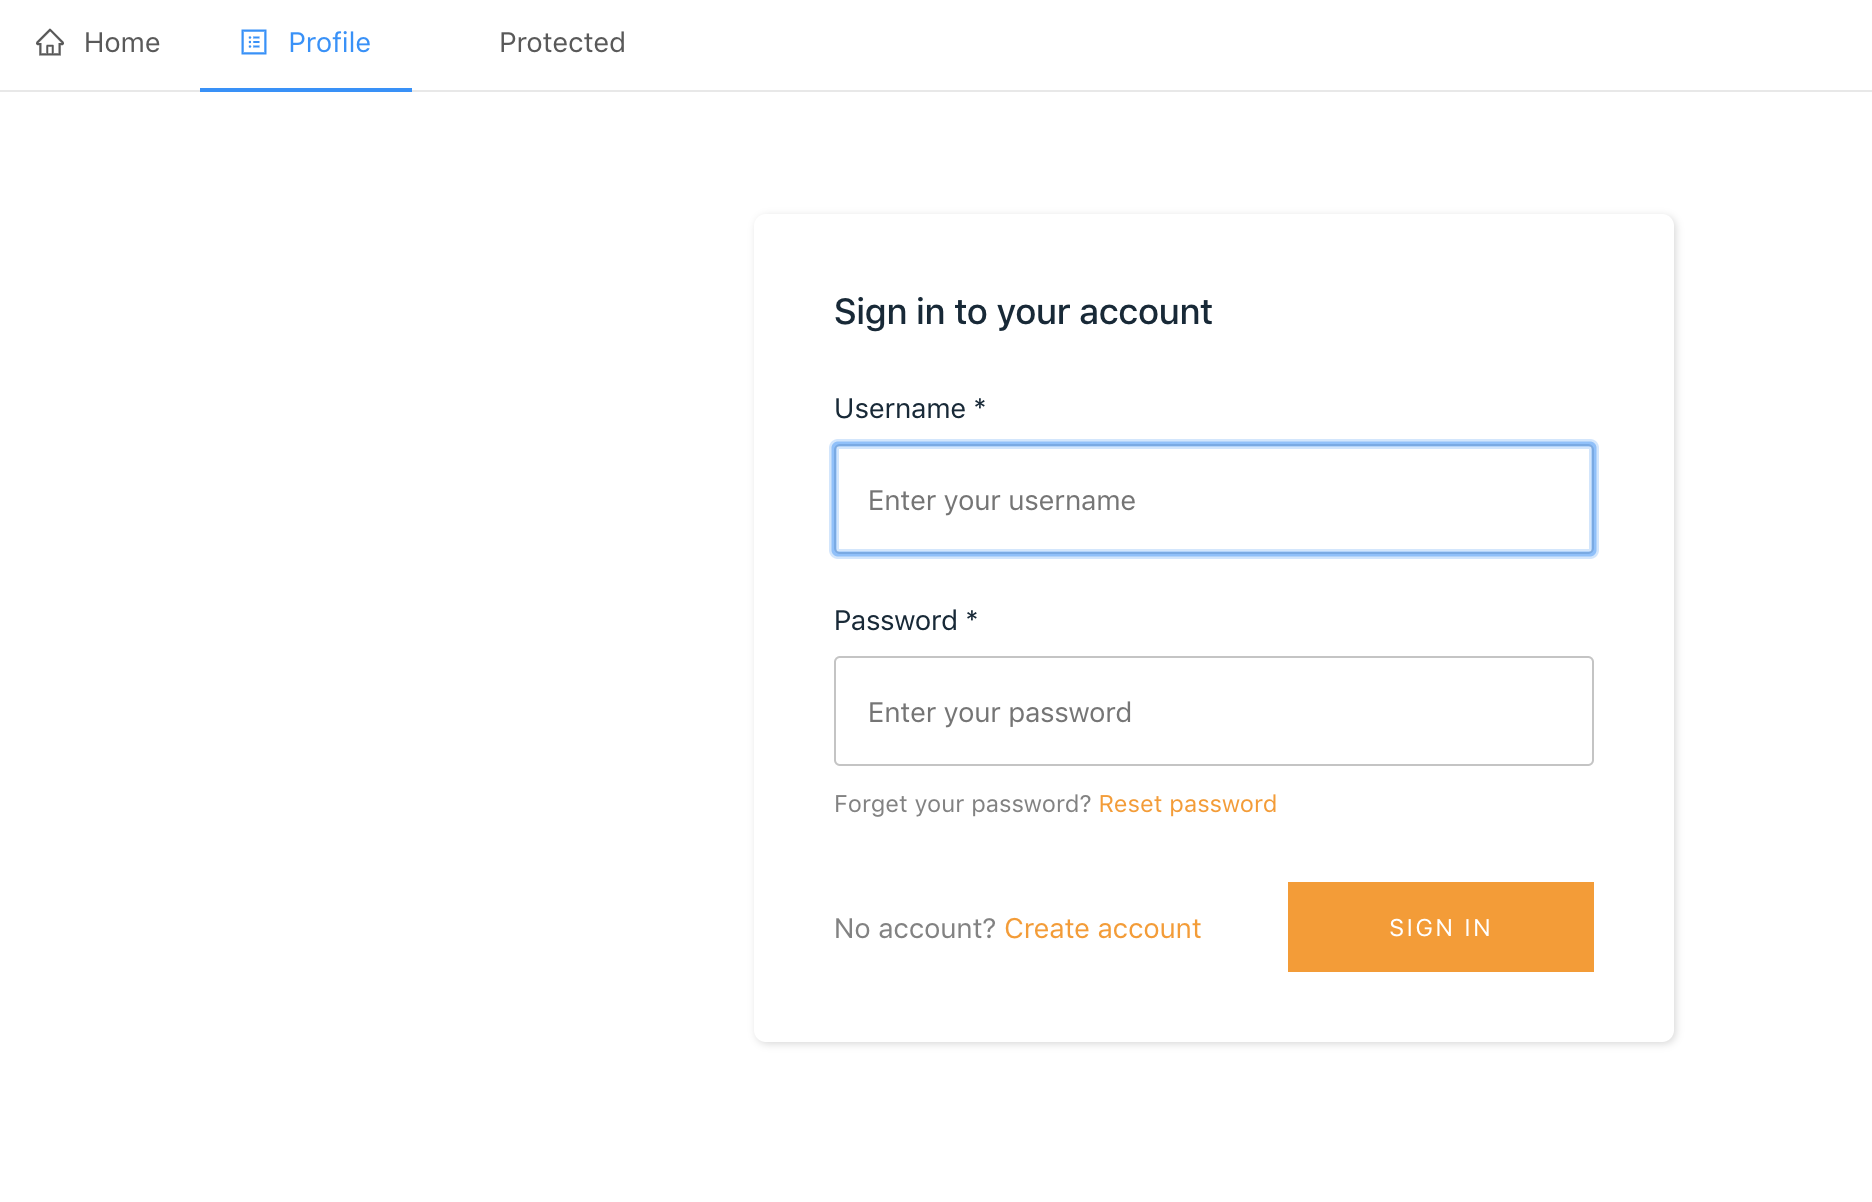 Home Profile Protected
Sign in to your account
Username *
Enter your username
Password *
Enter your password
Forget your password? Reset password
No account? Create account SIGN IN